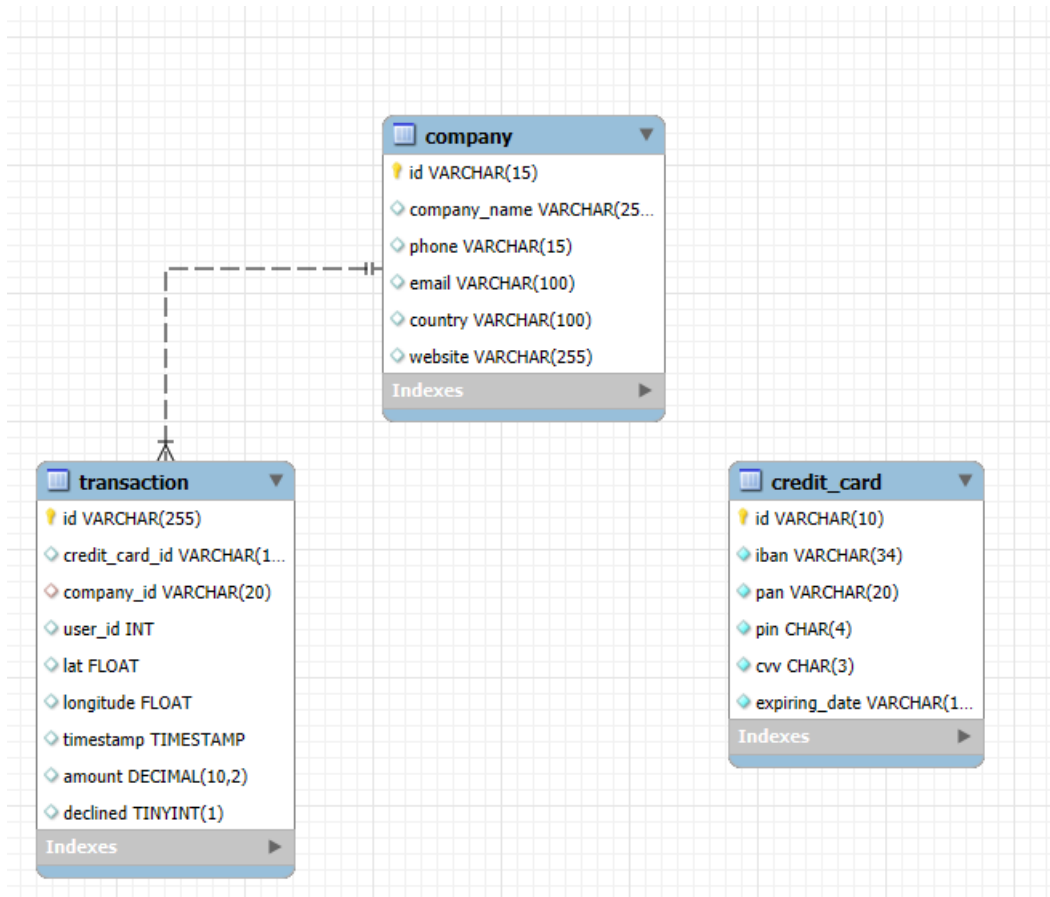 company
id VARCHAR(15)
company_name VARCHAR(25...
phone VARCHAR(15)
email VARCHAR(100)
country VARCHAR(100)
website VARCHAR(255)
Indexes
transaction
id VARCHAR(255)
credit_card_id VARCHAR(1...
company_id VARCHAR(20)
user_id INT
lat FLOAT
longitude FLOAT
timestamp TIMESTAMP
amount DECIMAL(10,2)
declined TINYINT(1)
Indexes
credit_card
id VARCHAR(10)
iban VARCHAR(34)
pan VARCHAR(20)
pin CHAR(4)
cvv CHAR(3)
expiring_date VARCHAR(1...
Indexes